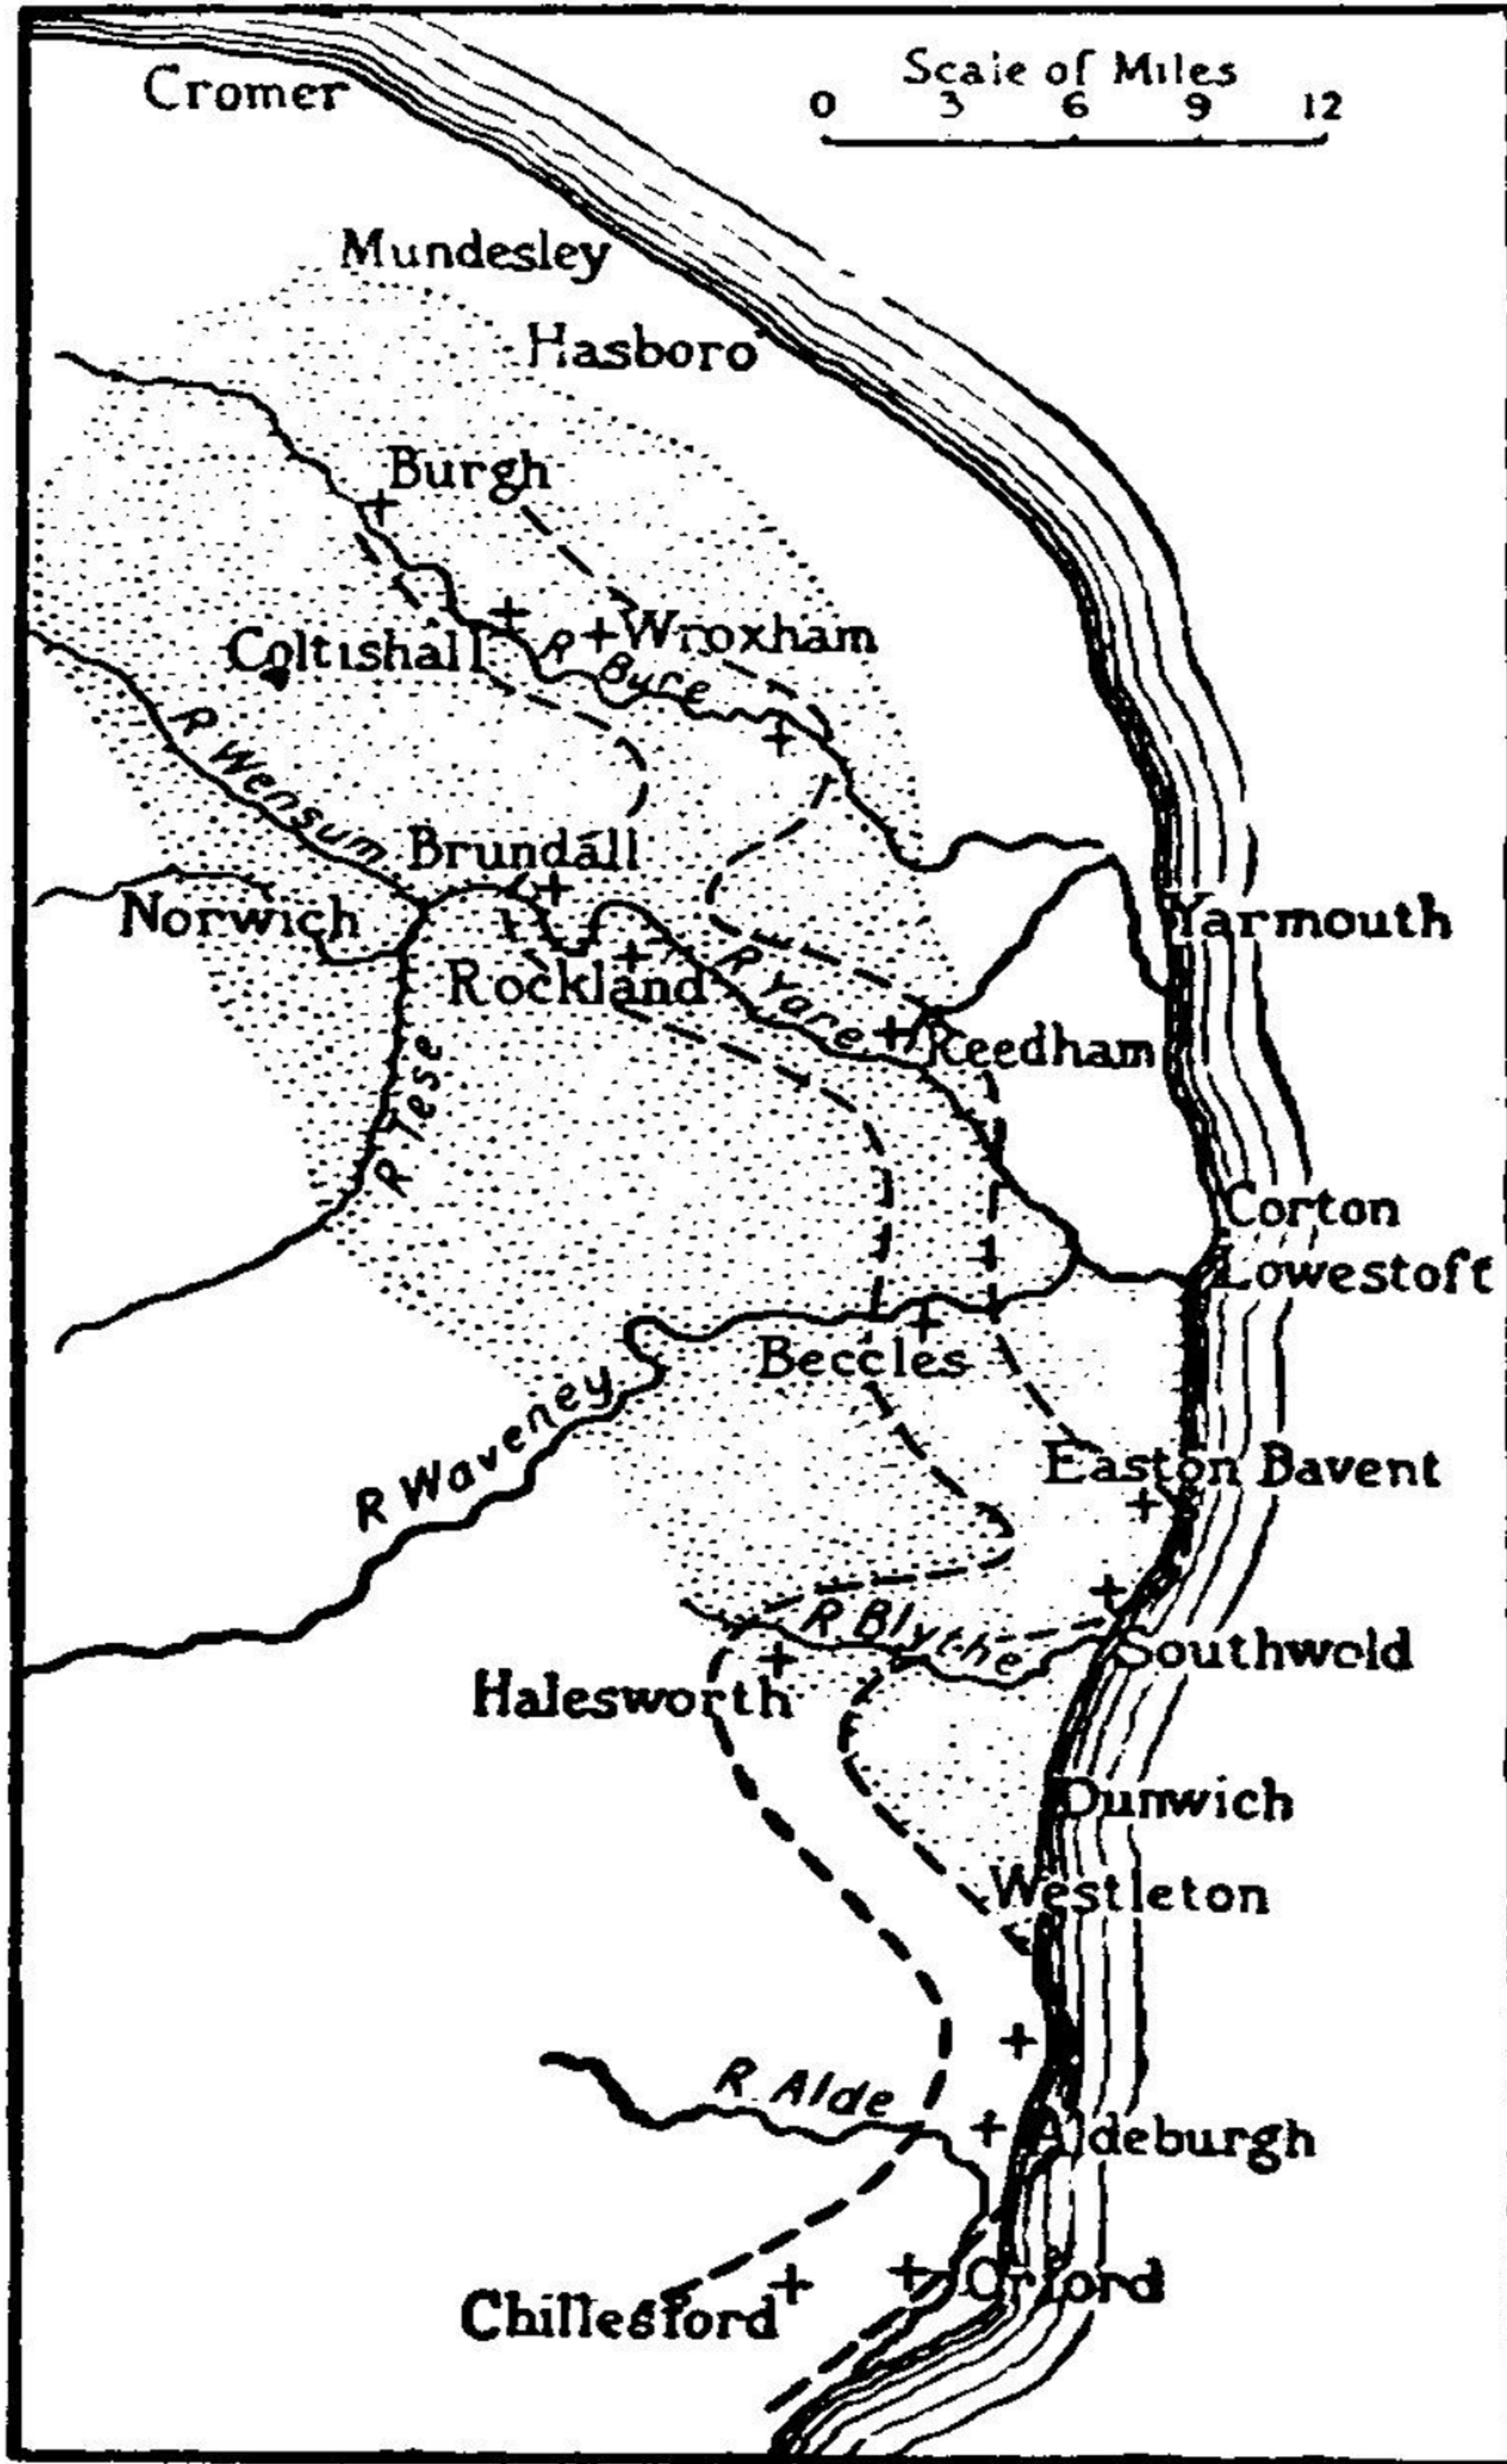 Scale of Miles
0 3 6 9 12
Cromer
Mundesley
Hasboro'
Burgh
Wroxham
Coltishall
R Bure
R Wensum
Brundall
Norwich
Yarmouth
Rockland
R Yare
Reedham
R Tese
Corton
Lowestoft
Beccles
R Waveney
Easton Bavent
R Blythe
Southwold
Halesworth
Dunwich
Westleton
R Alde
Aldeburgh
Orford
Chillesford